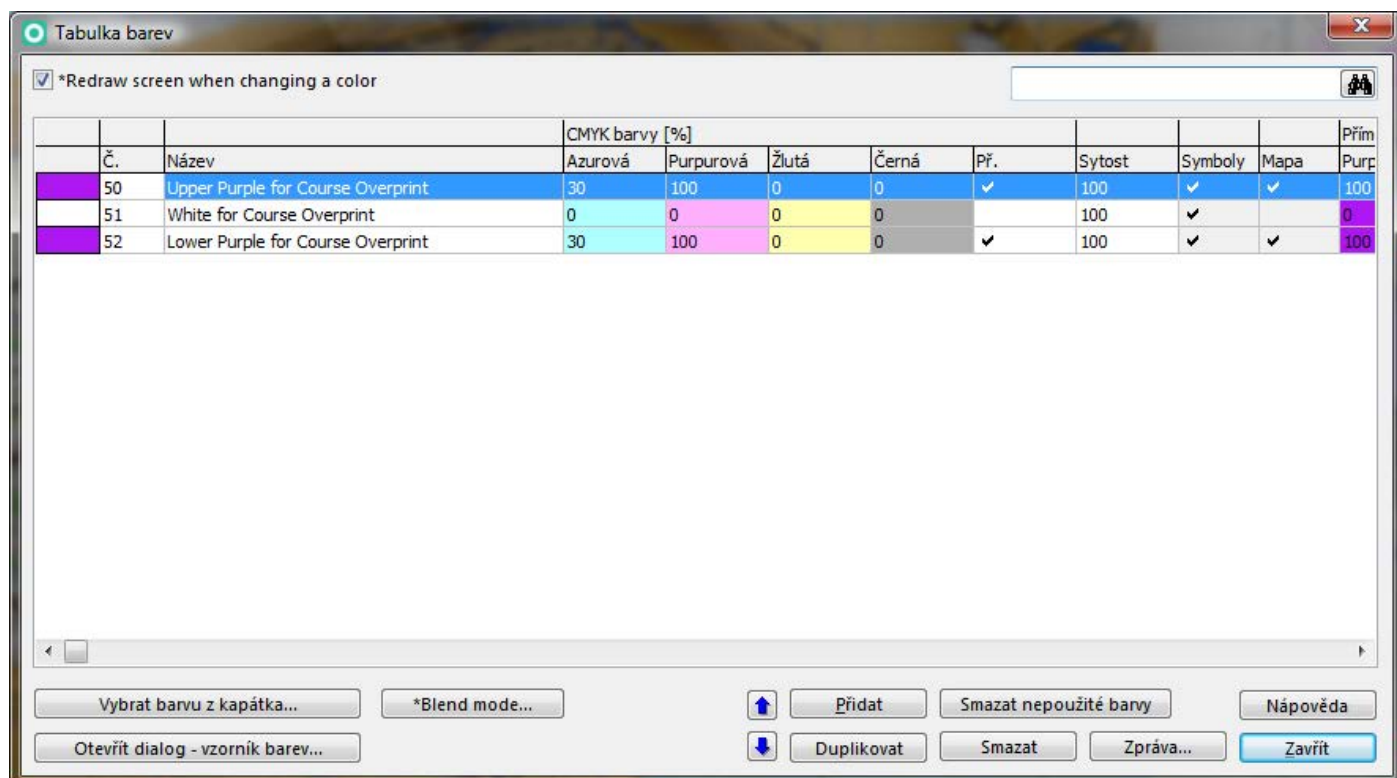 Tabulka barev
*Redraw screen when changing a color
CMYK barvy [%] Přím
Č. Název Azurová Purpurová Žlutá Černá Př. Sytost Symboly Mapa Purp
50 Upper Purple for Course Overprint 30 100 0 0 100 100
51 White for Course Overprint 0 0 0 0 100 0
52 Lower Purple for Course Overprint 30 100 0 0 100 100
Vybrat barvu z kapátka... *Blend mode... Přidat Smazat nepoužité barvy Nápověda
Otevřít dialog - vzorník barev... Duplikovat Smazat Zpráva... Zavřít